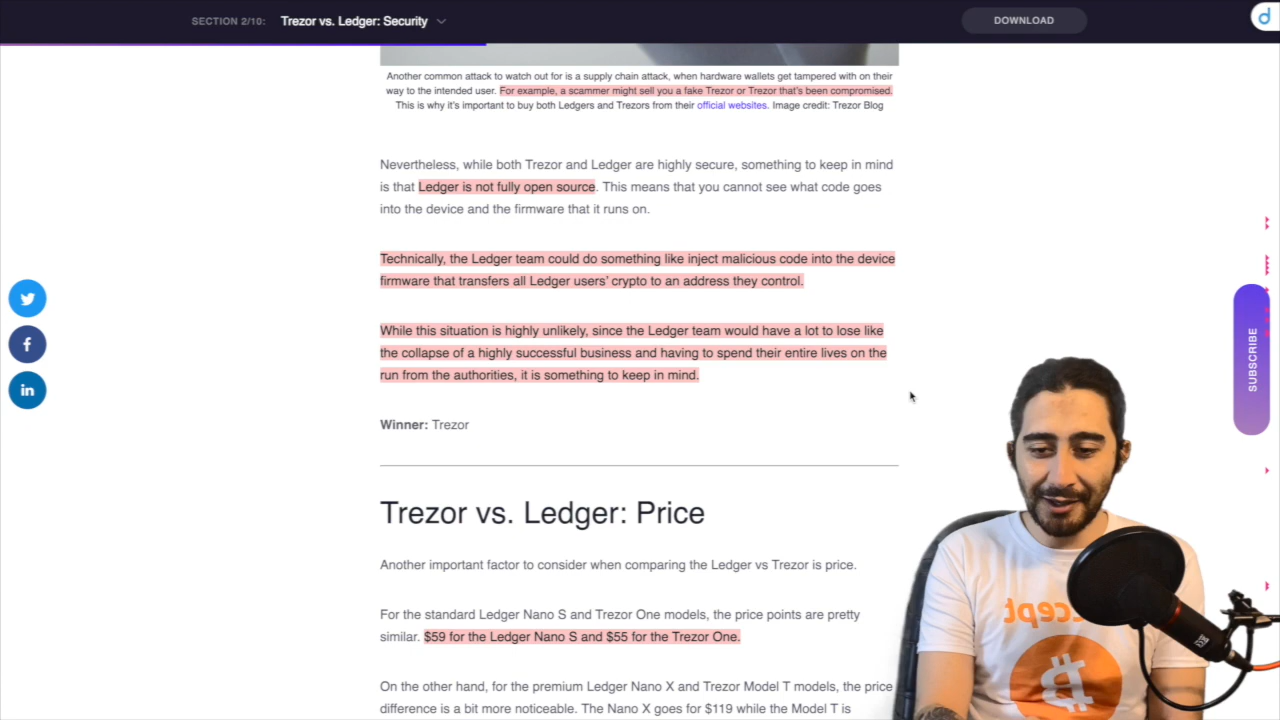 SECTION 2/10: Trezor vs. Ledger: Security
DOWNLOAD
Another common attack to watch out for is a supply chain attack, when hardware wallets get tampered with on their
way to the intended user. For example, a scammer might sell you a fake Trezor or Trezor that's been compromised.
This is why it's important to buy both Ledgers and Trezors from their official websites. Image credit: Trezor Blog
Nevertheless, while both Trezor and Ledger are highly secure, something to keep in mind
is that Ledger is not fully open source. This means that you cannot see what code goes
into the device and the firmware that it runs on.
Technically, the Ledger team could do something like inject malicious code into the device
firmware that transfers all Ledger users' crypto to an address they control.
While this situation is highly unlikely, since the Ledger team would have a lot to lose like
the collapse of a highly successful business and having to spend their entire lives on the
run from the authorities, it is something to keep in mind.
Winner: Trezor
Trezor vs. Ledger: Price
Another important factor to consider when comparing the Ledger vs Trezor is price.
For the standard Ledger Nano S and Trezor One models, the price points are pretty
similar. $59 for the Ledger Nano S and $55 for the Trezor One.
On the other hand, for the premium Ledger Nano X and Trezor Model T models, the price
difference is a bit more noticeable. The Nano X goes for $119 while the Model T is
SUBSCRIBE
f
in